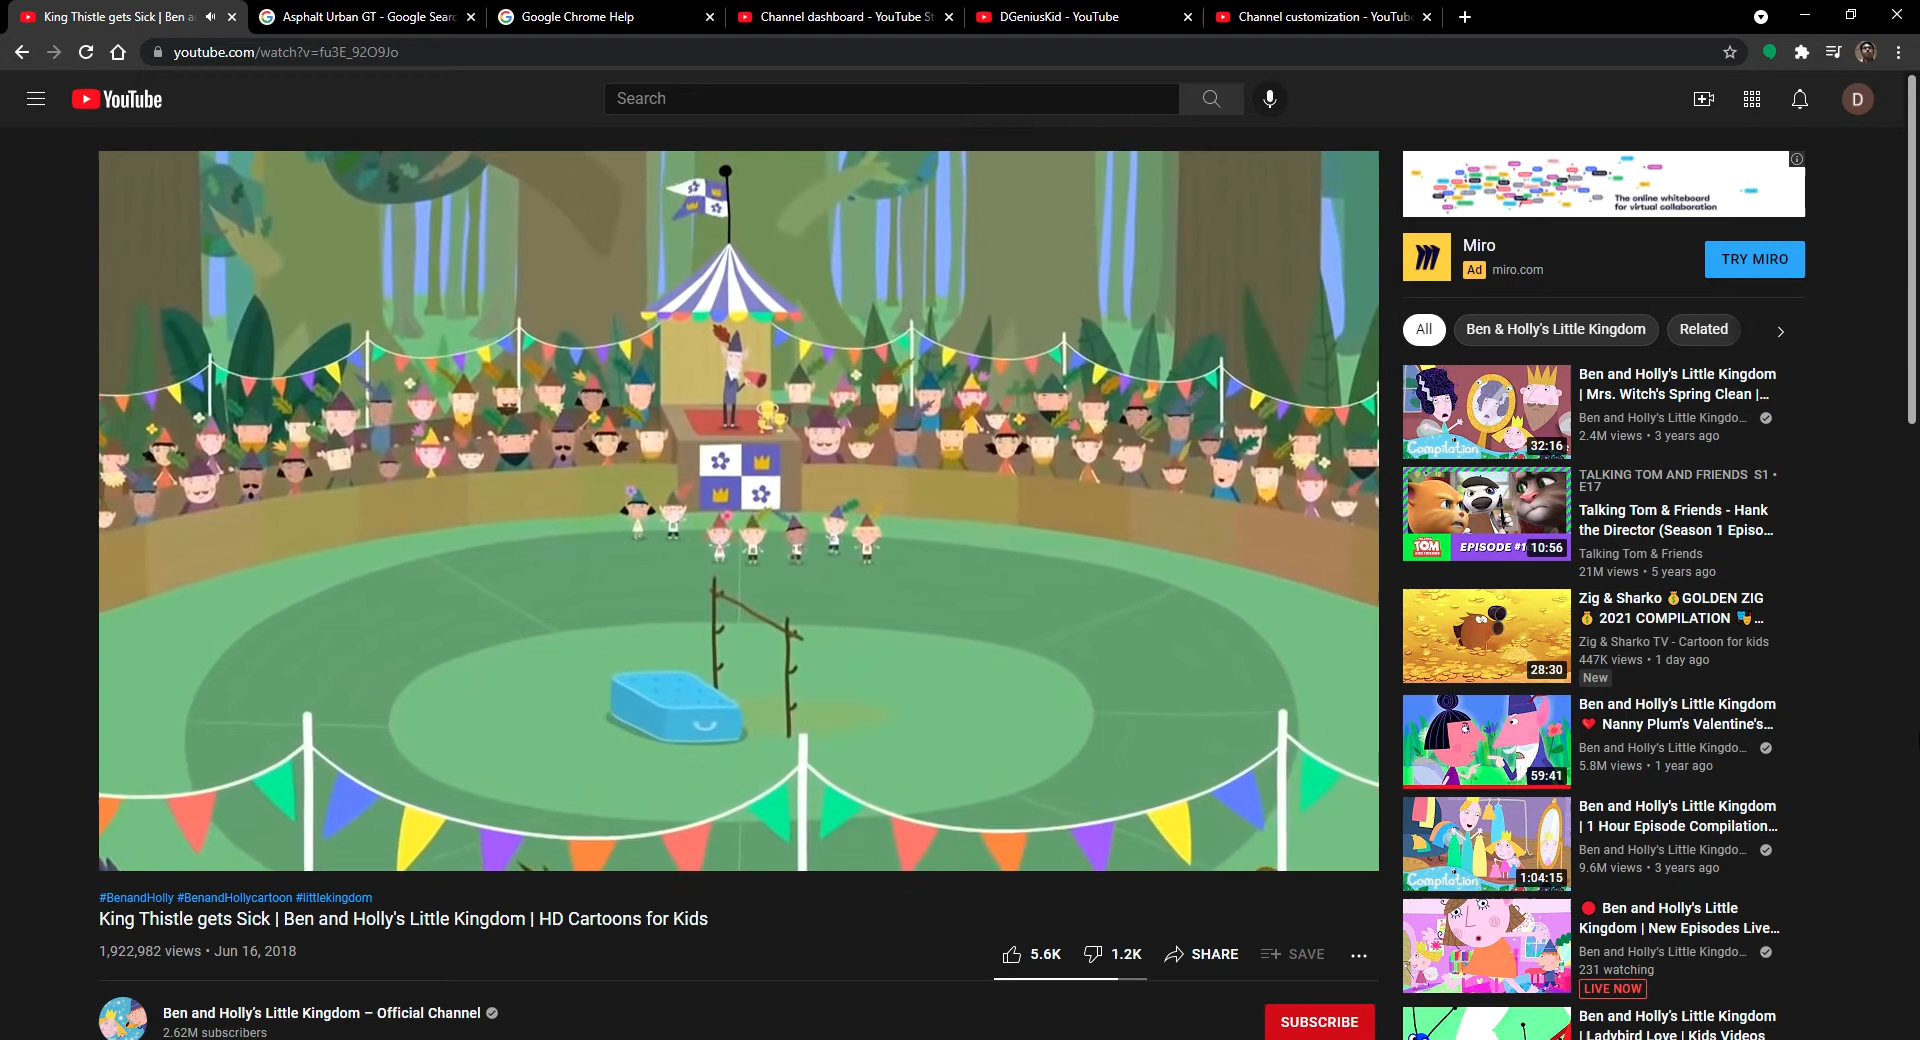 King Thistle gets Sick | Ben a
Asphalt Urban GT - Google Searc
Google Chrome Help
Channel dashboard - YouTube St
DGeniusKid - YouTube
Channel customization - YouTub
youtube.com/watch?v=fu3E_92O9Jo
YouTube
Search
D
The online whiteboard
for virtual collaboration
Miro
Ad miro.com
TRY MIRO
All
Ben & Holly's Little Kingdom
Related
Compilation
32:16
Ben and Holly's Little Kingdom
| Mrs. Witch's Spring Clean |...
Ben and Holly's Little Kingdo...
2.4M views • 3 years ago
TOM
EPISODE #1
10:56
TALKING TOM AND FRIENDS S1 •
E17
Talking Tom & Friends - Hank
the Director (Season 1 Episo...
Talking Tom & Friends
21M views • 5 years ago
28:30
Zig & Sharko 💰GOLDEN ZIG
💰 2021 COMPILATION 🎭...
Zig & Sharko TV - Cartoon for kids
447K views • 1 day ago
New
59:41
Ben and Holly's Little Kingdom
❤️ Nanny Plum's Valentine's...
Ben and Holly's Little Kingdo...
5.8M views • 1 year ago
Compilation
1:04:15
Ben and Holly's Little Kingdom
| 1 Hour Episode Compilation...
Ben and Holly's Little Kingdo...
9.6M views • 3 years ago
🔴 Ben and Holly's Little
Kingdom | New Episodes Live...
Ben and Holly's Little Kingdo...
231 watching
LIVE NOW
Ben and Holly's Little Kingdom
| Ladybird Love | Kids Videos
#BenandHolly #BenandHollycartoon #littlekingdom
King Thistle gets Sick | Ben and Holly's Little Kingdom | HD Cartoons for Kids
1,922,982 views • Jun 16, 2018
5.6K
1.2K
SHARE
SAVE
Ben and Holly's Little Kingdom – Official Channel
2.62M subscribers
SUBSCRIBE